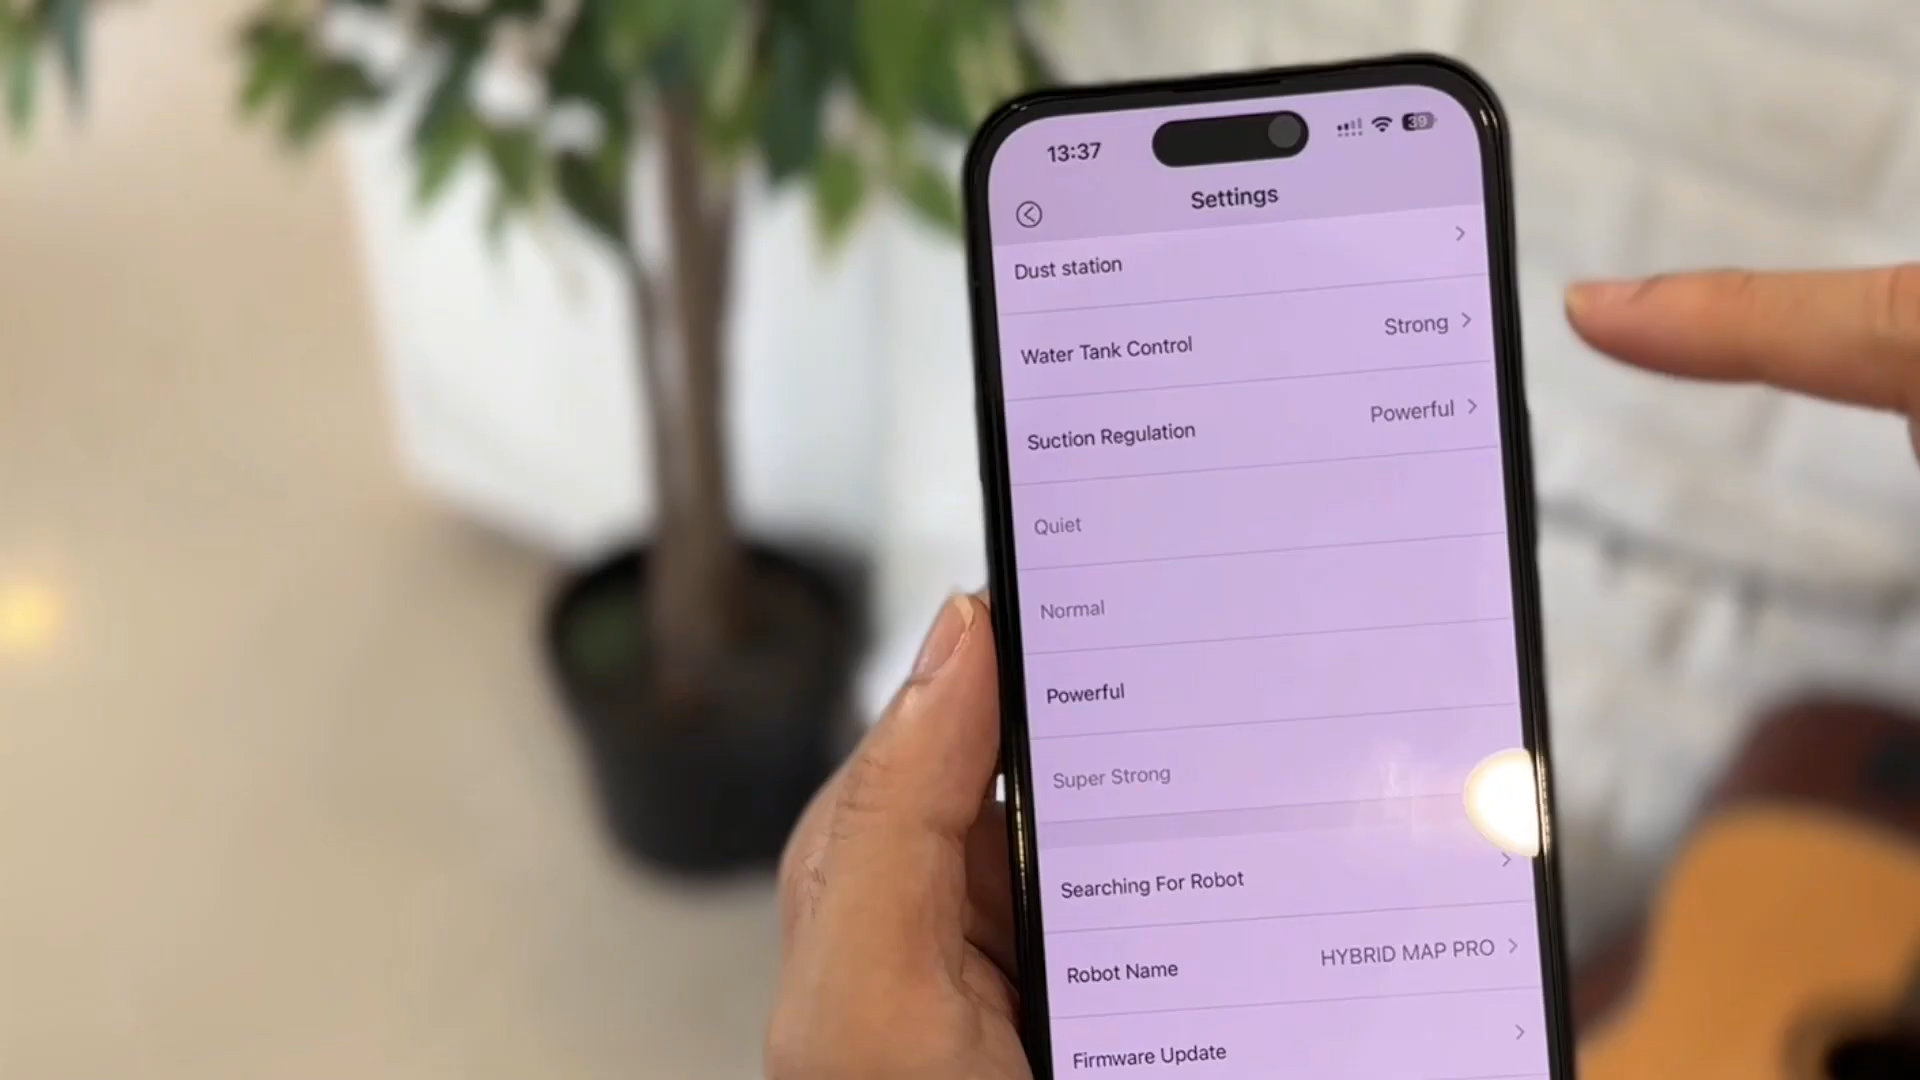 13:37
39
Settings
Dust station
Water Tank Control Strong
Suction Regulation Powerful
Quiet
Normal
Powerful
Super Strong
Searching For Robot
Robot Name HYBRID MAP PRO
Firmware Update